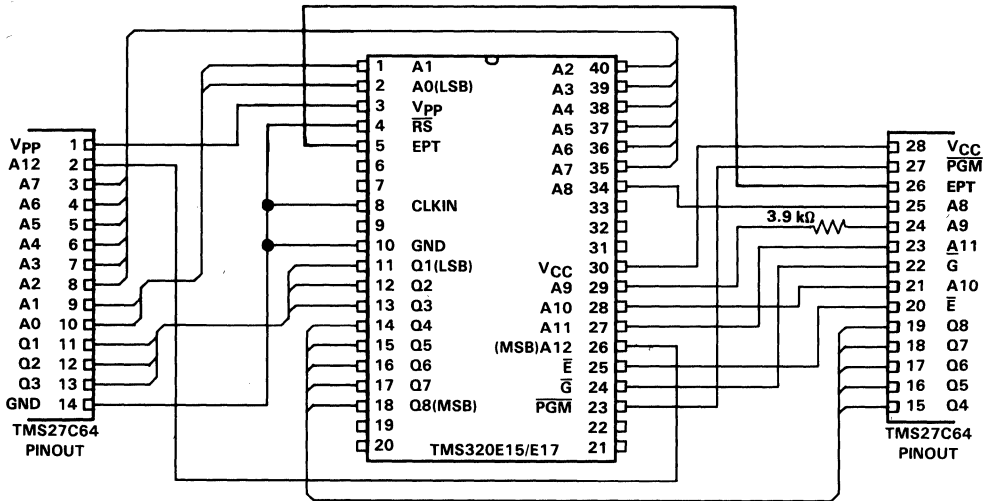 VPP 1
A12 2
A7 3
A6 4
A5 5
A4 6
A3 7
A2 8
A1 9
A0 10
Q1 11
Q2 12
Q3 13
GND 14
TMS27C64
PINOUT
1 A1
2 A0(LSB)
3 VPP
4 R̅S̅
5 EPT
6
7
8 CLKIN
9
10 GND
11 Q1(LSB)
12 Q2
13 Q3
14 Q4
15 Q5
16 Q6
17 Q7
18 Q8(MSB)
19
20
A2 40
A3 39
A4 38
A5 37
A6 36
A7 35
A8 34
33
32
31
VCC 30
A9 29
A10 28
A11 27
(MSB)A12 26
E̅ 25
G̅ 24
P̅G̅M̅ 23
22
21
TMS320E15/E17
3.9 kΩ
28 VCC
27 P̅G̅M̅
26 EPT
25 A8
24 A9
23 A11
22 G̅
21 A10
20 E̅
19 Q8
18 Q7
17 Q6
16 Q5
15 Q4
TMS27C64
PINOUT